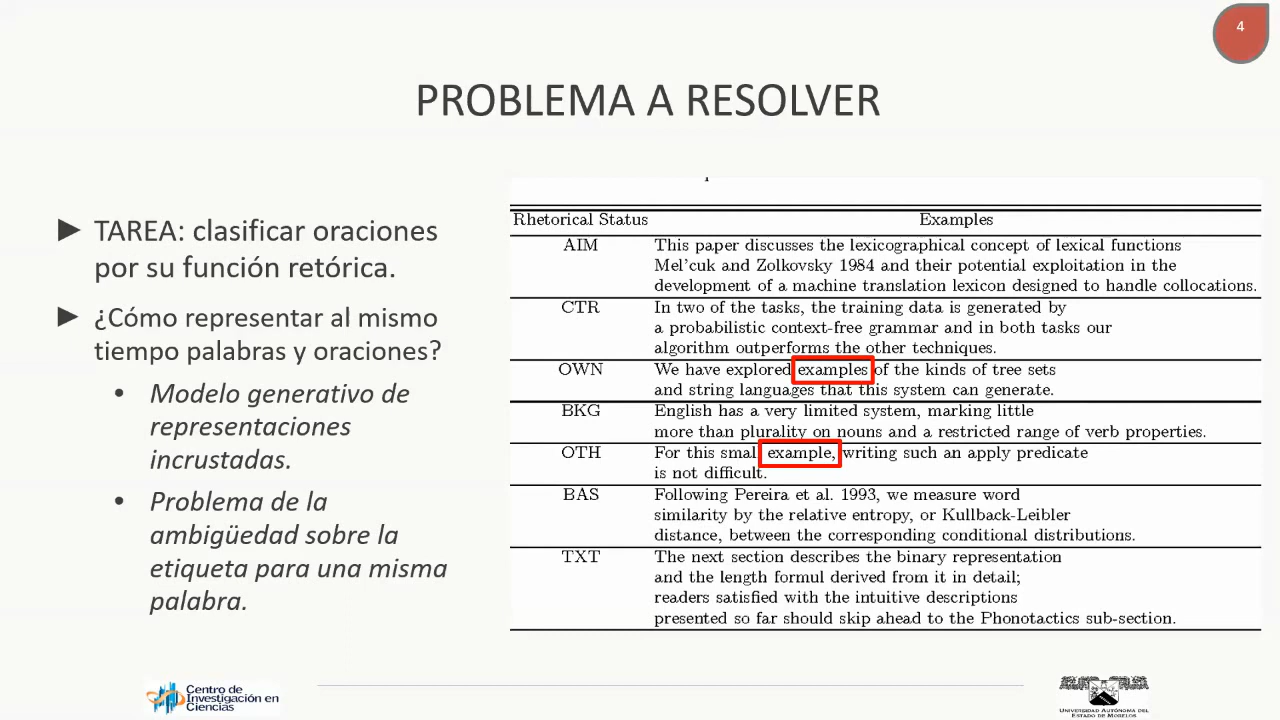 4
PROBLEMA A RESOLVER
► TAREA: clasificar oraciones
por su función retórica.
► ¿Cómo representar al mismo
tiempo palabras y oraciones?
• Modelo generativo de
representaciones
incrustadas.
• Problema de la
ambigüedad sobre la
etiqueta para una misma
palabra.
Rhetorical Status Examples
AIM This paper discusses the lexicographical concept of lexical functions
Mel'cuk and Zolkovsky 1984 and their potential exploitation in the
development of a machine translation lexicon designed to handle collocations.
CTR In two of the tasks, the training data is generated by
a probabilistic context-free grammar and in both tasks our
algorithm outperforms the other techniques.
OWN We have explored examples of the kinds of tree sets
and string languages that this system can generate.
BKG English has a very limited system, marking little
more than plurality on nouns and a restricted range of verb properties.
OTH For this smal example, writing such an apply predicate
is not difficult.
BAS Following Pereira et al. 1993, we measure word
similarity by the relative entropy, or Kullback-Leibler
distance, between the corresponding conditional distributions.
TXT The next section describes the binary representation
and the length formul derived from it in detail;
readers satisfied with the intuitive descriptions
presented so far should skip ahead to the Phonotactics sub-section.
Centro de
Investigación en
Ciencias
Universidad Autónoma del
Estado de Morelos